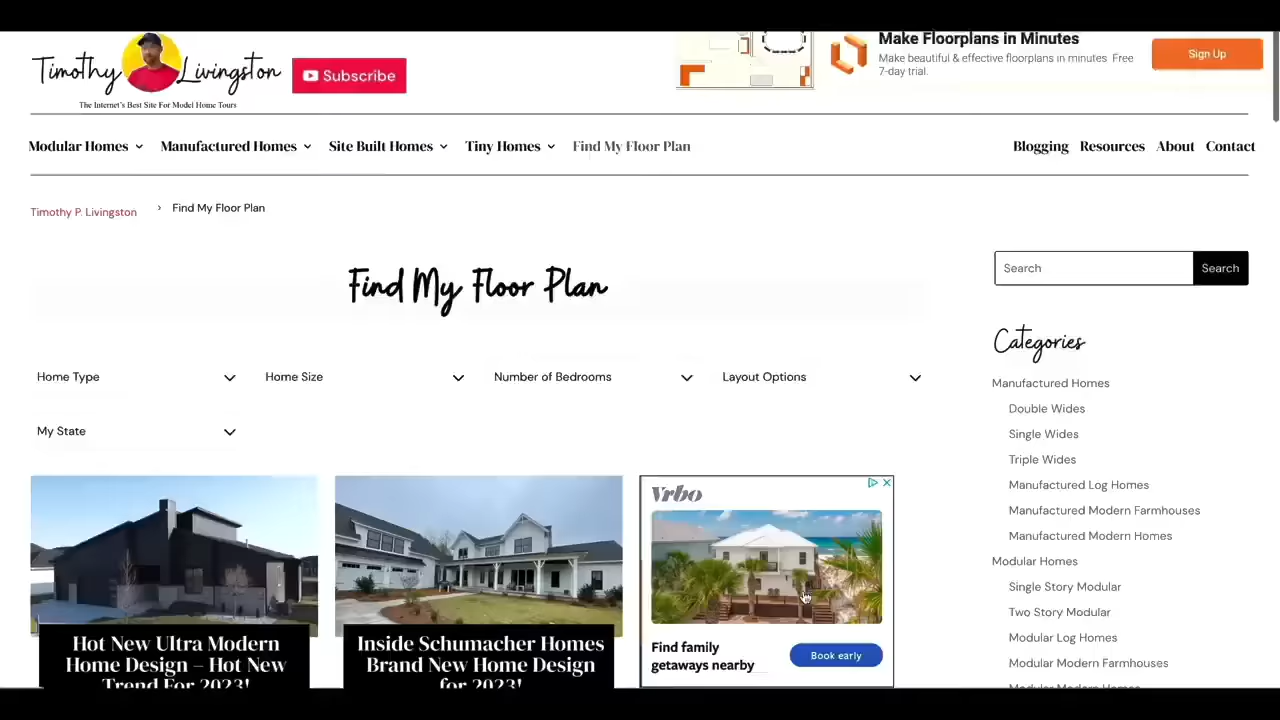 Timothy Livingston
The Internet's Best Site For Model Home Tours
Subscribe
Make Floorplans in Minutes
Make beautiful & effective floorplans in minutes Free
7-day trial.
Sign Up
Modular Homes
Manufactured Homes
Site Built Homes
Tiny Homes
Find My Floor Plan
Blogging
Resources
About
Contact
Timothy P. Livingston
› Find My Floor Plan
Find My Floor Plan
Home Type
Home Size
Number of Bedrooms
Layout Options
My State
Hot New Ultra Modern
Home Design – Hot New
Trend For 2023!
Inside Schumacher Homes
Brand New Home Design
for 2023!
Vrbo
Find family
getaways nearby
Book early
Search
Search
Categories
Manufactured Homes
Double Wides
Single Wides
Triple Wides
Manufactured Log Homes
Manufactured Modern Farmhouses
Manufactured Modern Homes
Modular Homes
Single Story Modular
Two Story Modular
Modular Log Homes
Modular Modern Farmhouses
Modular Modern Homes